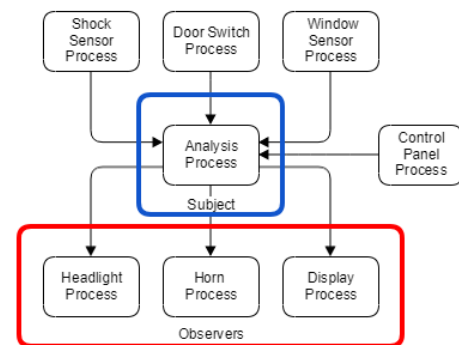 Shock
Sensor
Process
Door Switch
Process
Window
Sensor
Process
Analysis
Process
Control
Panel
Process
Subject
Headlight
Process
Horn
Process
Display
Process
Observers